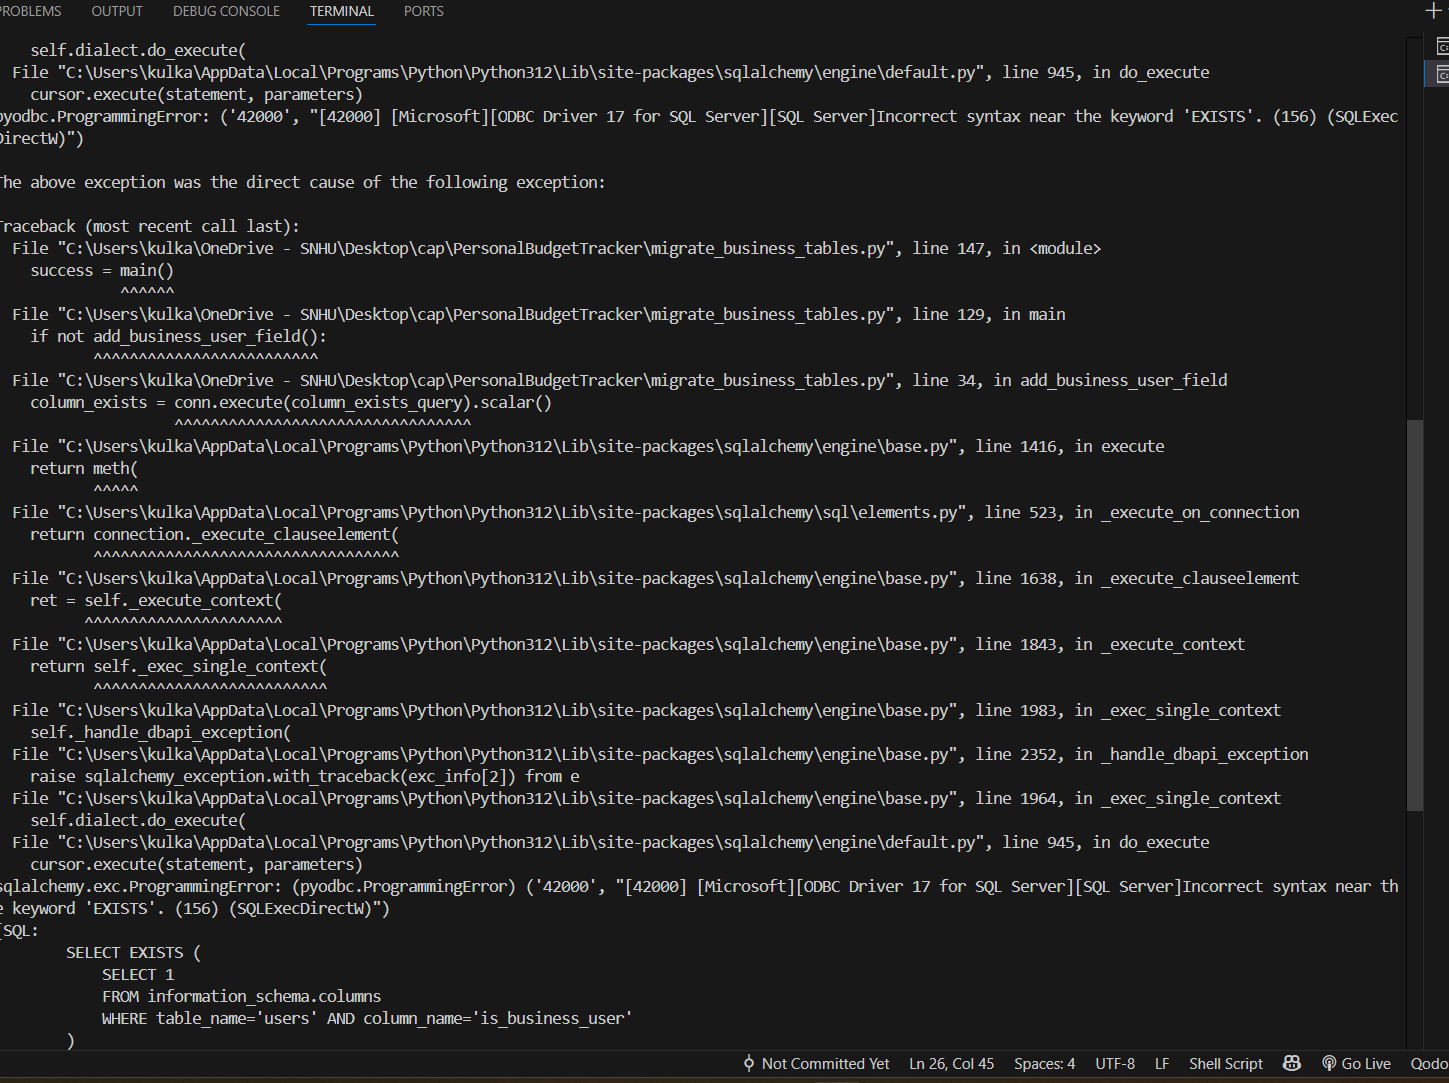 PROBLEMS OUTPUT DEBUG CONSOLE TERMINAL PORTS
self.dialect.do_execute(
File "C:\Users\kulka\AppData\Local\Programs\Python\Python312\Lib\site-packages\sqlalchemy\engine\default.py", line 945, in do_execute
cursor.execute(statement, parameters)
pyodbc.ProgrammingError: ('42000', "[42000] [Microsoft][ODBC Driver 17 for SQL Server][SQL Server]Incorrect syntax near the keyword 'EXISTS'. (156) (SQLExec
DirectW)")
The above exception was the direct cause of the following exception:
Traceback (most recent call last):
File "C:\Users\kulka\OneDrive - SNHU\Desktop\cap\PersonalBudgetTracker\migrate_business_tables.py", line 147, in <module>
success = main()
^^^^^^
File "C:\Users\kulka\OneDrive - SNHU\Desktop\cap\PersonalBudgetTracker\migrate_business_tables.py", line 129, in main
if not add_business_user_field():
^^^^^^^^^^^^^^^^^^^^^^^^^
File "C:\Users\kulka\OneDrive - SNHU\Desktop\cap\PersonalBudgetTracker\migrate_business_tables.py", line 34, in add_business_user_field
column_exists = conn.execute(column_exists_query).scalar()
^^^^^^^^^^^^^^^^^^^^^^^^^^^^^^^^^
File "C:\Users\kulka\AppData\Local\Programs\Python\Python312\Lib\site-packages\sqlalchemy\engine\base.py", line 1416, in execute
return meth(
^^^^^
File "C:\Users\kulka\AppData\Local\Programs\Python\Python312\Lib\site-packages\sqlalchemy\sql\elements.py", line 523, in _execute_on_connection
return connection._execute_clauseelement(
^^^^^^^^^^^^^^^^^^^^^^^^^^^^^^^^^^
File "C:\Users\kulka\AppData\Local\Programs\Python\Python312\Lib\site-packages\sqlalchemy\engine\base.py", line 1638, in _execute_clauseelement
ret = self._execute_context(
^^^^^^^^^^^^^^^^^^^^^^
File "C:\Users\kulka\AppData\Local\Programs\Python\Python312\Lib\site-packages\sqlalchemy\engine\base.py", line 1843, in _execute_context
return self._exec_single_context(
^^^^^^^^^^^^^^^^^^^^^^^^^^
File "C:\Users\kulka\AppData\Local\Programs\Python\Python312\Lib\site-packages\sqlalchemy\engine\base.py", line 1983, in _exec_single_context
self._handle_dbapi_exception(
File "C:\Users\kulka\AppData\Local\Programs\Python\Python312\Lib\site-packages\sqlalchemy\engine\base.py", line 2352, in _handle_dbapi_exception
raise sqlalchemy_exception.with_traceback(exc_info[2]) from e
File "C:\Users\kulka\AppData\Local\Programs\Python\Python312\Lib\site-packages\sqlalchemy\engine\base.py", line 1964, in _exec_single_context
self.dialect.do_execute(
File "C:\Users\kulka\AppData\Local\Programs\Python\Python312\Lib\site-packages\sqlalchemy\engine\default.py", line 945, in do_execute
cursor.execute(statement, parameters)
sqlalchemy.exc.ProgrammingError: (pyodbc.ProgrammingError) ('42000', "[42000] [Microsoft][ODBC Driver 17 for SQL Server][SQL Server]Incorrect syntax near th
e keyword 'EXISTS'. (156) (SQLExecDirectW)")
[SQL:
SELECT EXISTS (
SELECT 1
FROM information_schema.columns
WHERE table_name='users' AND column_name='is_business_user'
)
Not Committed Yet Ln 26, Col 45 Spaces: 4 UTF-8 LF Shell Script Go Live Qodo